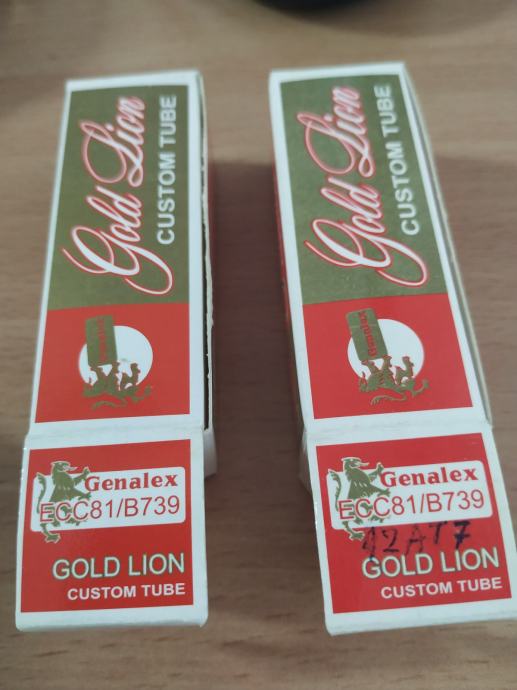 Gold Lion
CUSTOM TUBE
Genalex
Genalex
ECC81/B739
GOLD LION
CUSTOM TUBE
Gold Lion
CUSTOM TUBE
Genalex
Genalex
ECC81/B739
12AT7
GOLD LION
CUSTOM TUBE